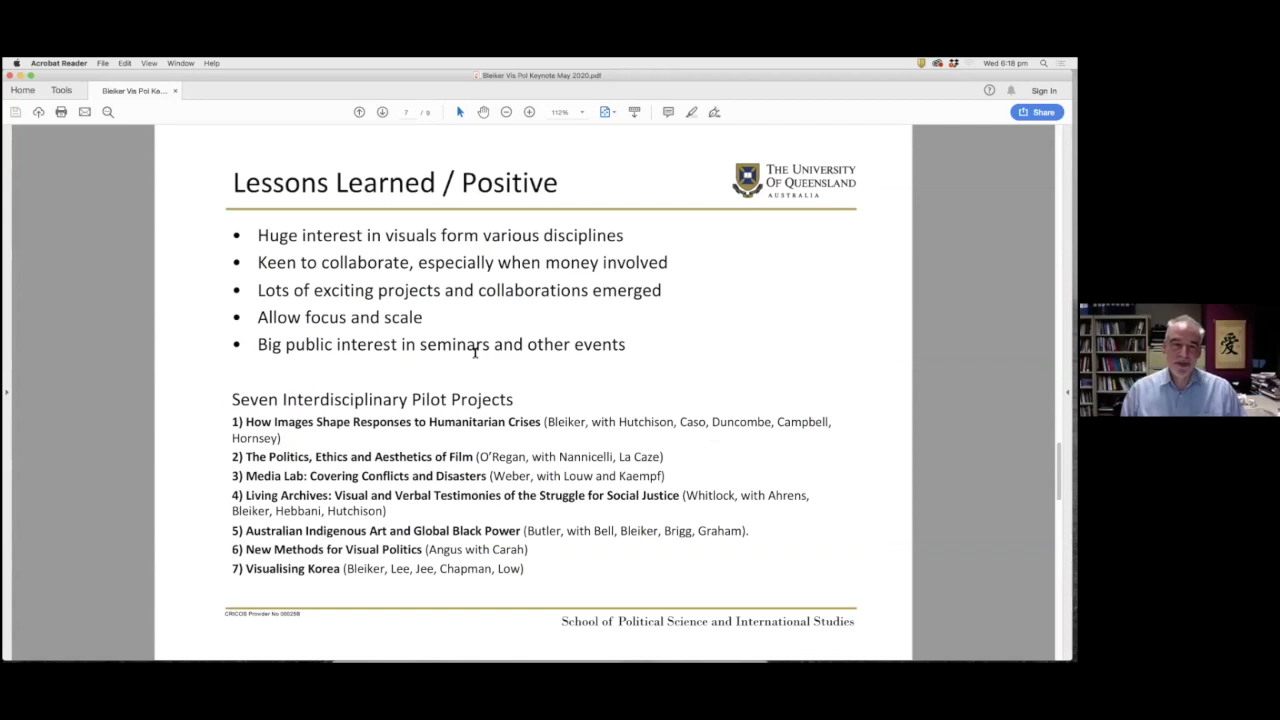 Acrobat Reader File Edit View Window Help Wed 6:18 pm
Bleiker Vis Pol Keynote May 2020.pdf
Home Tools Bleiker Vis Pol Ke... × Sign In
7 / 9 112% Share
Lessons Learned / Positive
THE UNIVERSITY
OF QUEENSLAND
AUSTRALIA
• Huge interest in visuals form various disciplines
• Keen to collaborate, especially when money involved
• Lots of exciting projects and collaborations emerged
• Allow focus and scale
• Big public interest in seminars and other events
Seven Interdisciplinary Pilot Projects
1) How Images Shape Responses to Humanitarian Crises (Bleiker, with Hutchison, Caso, Duncombe, Campbell,
Hornsey)
2) The Politics, Ethics and Aesthetics of Film (O'Regan, with Nannicelli, La Caze)
3) Media Lab: Covering Conflicts and Disasters (Weber, with Louw and Kaempf)
4) Living Archives: Visual and Verbal Testimonies of the Struggle for Social Justice (Whitlock, with Ahrens,
Bleiker, Hebbani, Hutchison)
5) Australian Indigenous Art and Global Black Power (Butler, with Bell, Bleiker, Brigg, Graham).
6) New Methods for Visual Politics (Angus with Carah)
7) Visualising Korea (Bleiker, Lee, Jee, Chapman, Low)
CRICOS Provider No 00025B
School of Political Science and International Studies
愛